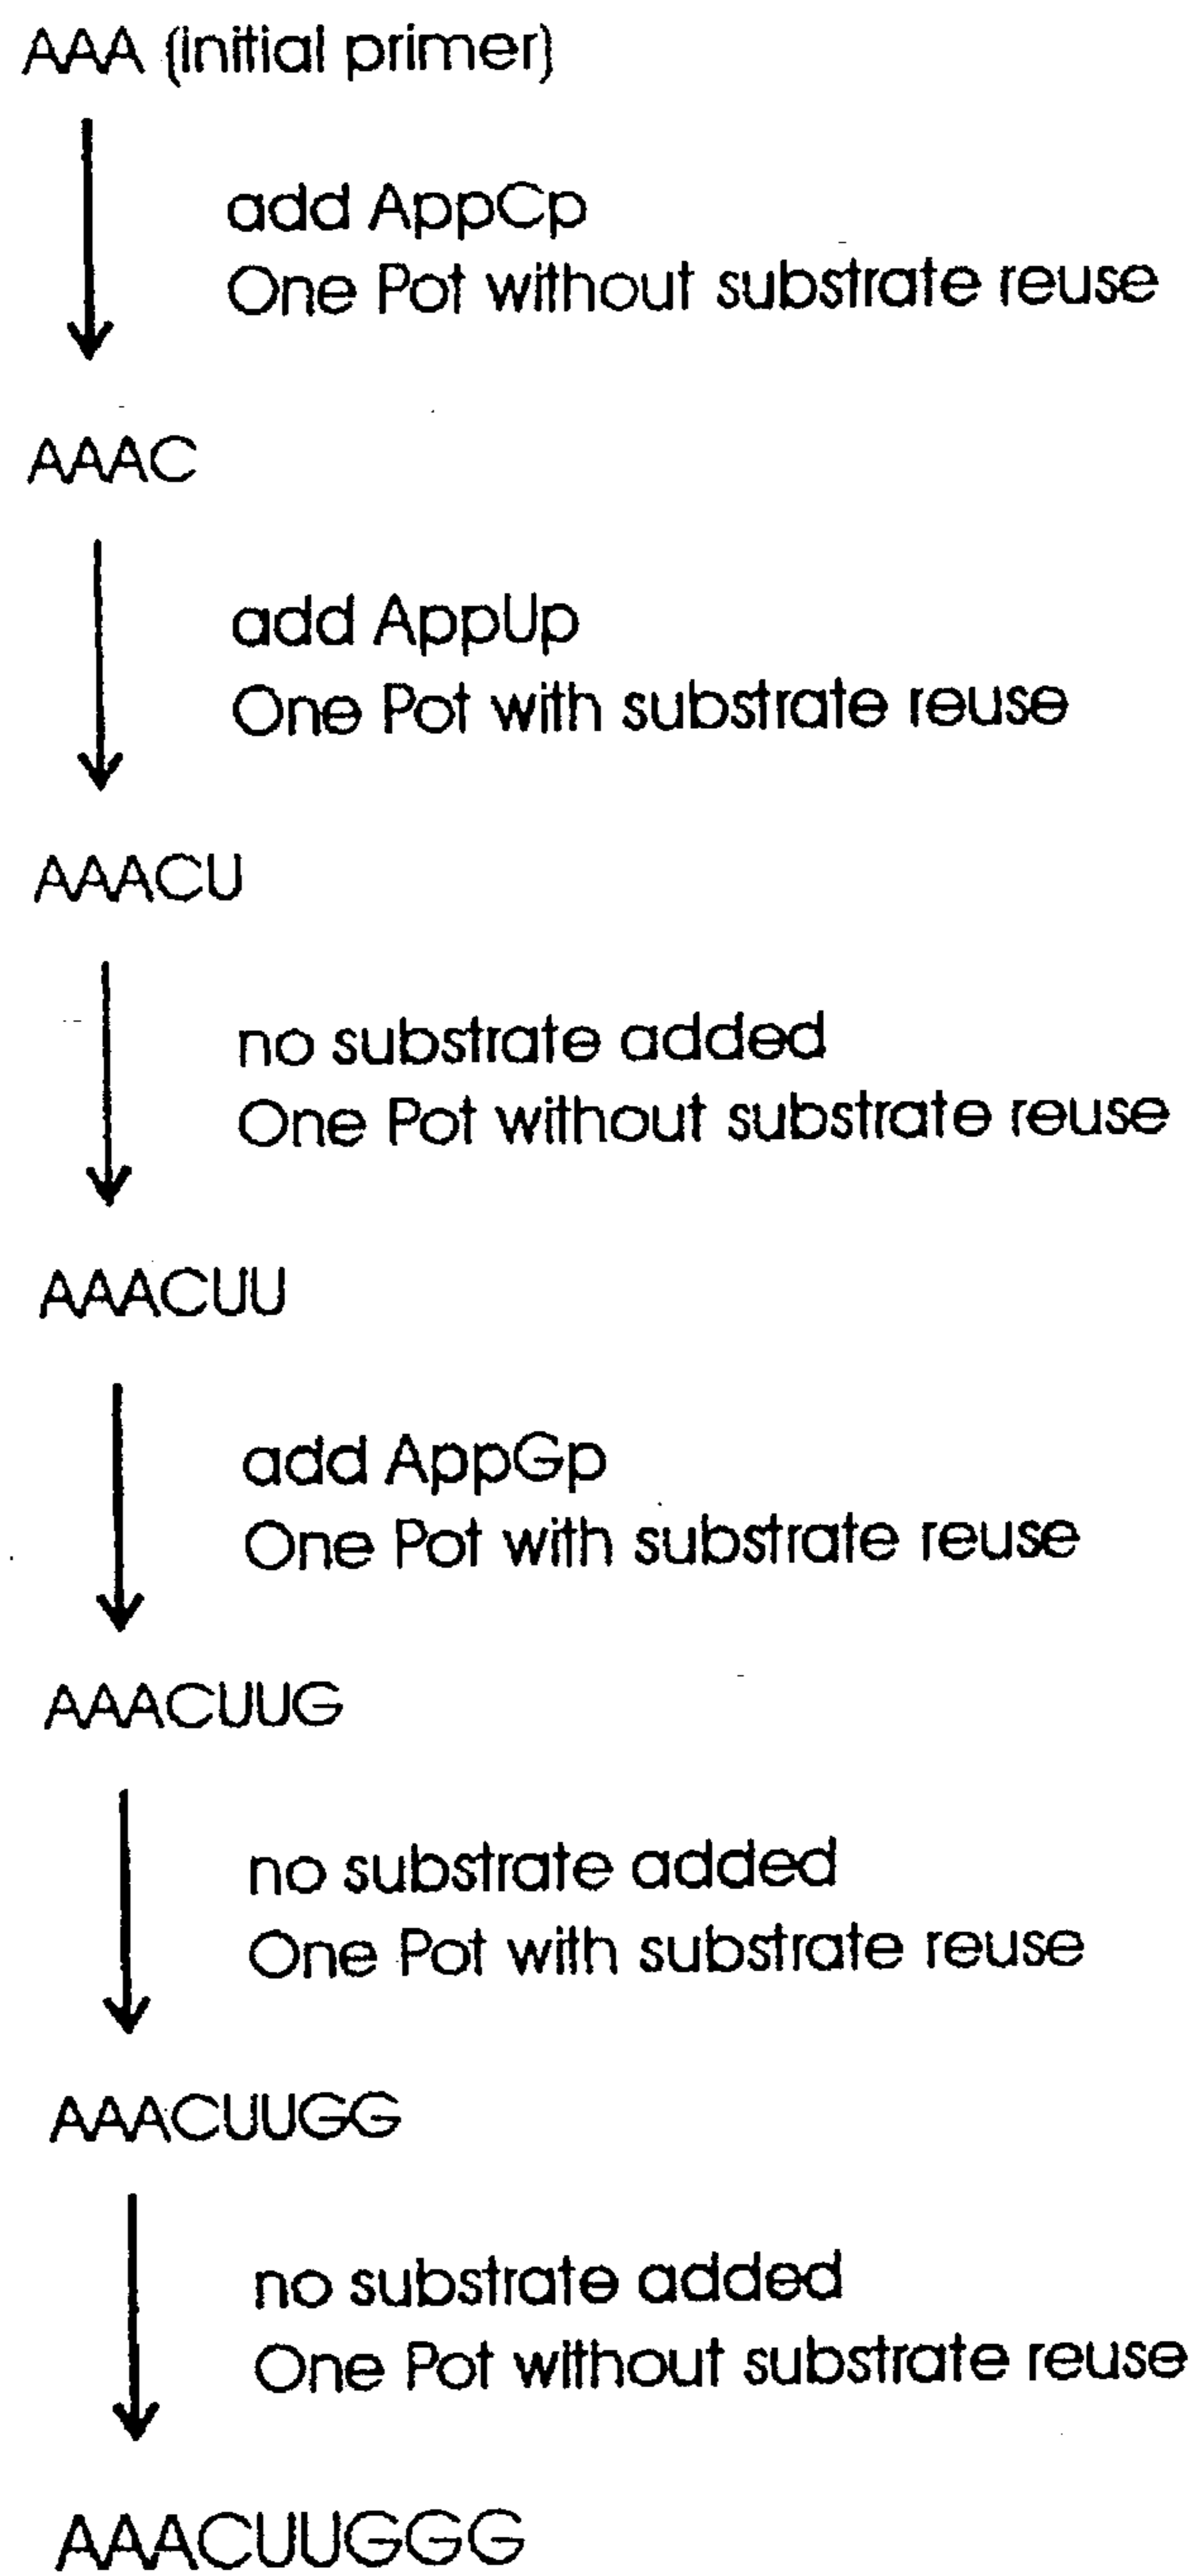 AAA (initial primer)
add AppCp
One Pot without substrate reuse
AAAC
add AppUp
One Pot with substrate reuse
AAACU
no substrate added
One Pot without substrate reuse
AAACUU
add AppGp
One Pot with substrate reuse
AAACUUG
no substrate added
One Pot with substrate reuse
AAACUUGG
no substrate added
One Pot without substrate reuse
AAACUUGGG